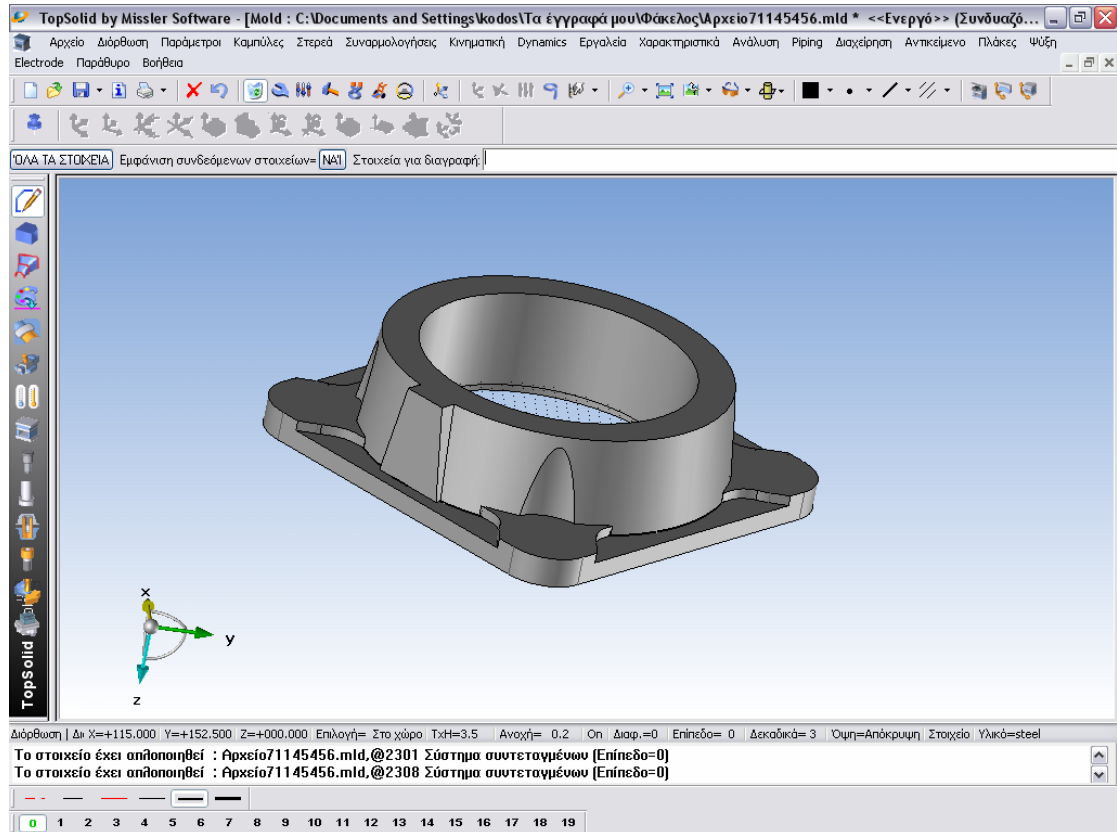 TopSolid by Missler Software - [Mold : C:\Documents and Settings\kodos\Τα έγγραφά μου\Φάκελος\Αρχείο71145456.mld * <<Ενεργό>> (Συνδυαζό...
Αρχείο Διόρθωση Παράμετροι Καμπύλες Στερεά Συναρμολογήσεις Κινηματική Dynamics Εργαλεία Χαρακτηριστικά Ανάλυση Piping Διαχείρηση Αντικείμενο Πλάκες Ψύξη
Electrode Παράθυρο Βοήθεια
ΌΛΑ ΤΑ ΣΤΟΙΧΕΙΑ Εμφάνιση συνδεόμενων στοιχείων= ΝΑΊ Στοιχεία για διαγραφή:
x
y
z
TopSolid
Διόρθωση | Δι X=+115.000 Y=+152.500 Z=+000.000 Επιλογή= Στο χώρο TxH=3.5 Ανοχή= 0.2 On Διαφ.=0 Επίπεδο= 0 Δεκαδικά= 3 Όψη=Απόκρυψη Στοιχείο Υλικό=steel
Το στοιχείο έχει απλοποιηθεί : Αρχείο71145456.mld,@2301 Σύστημα συντεταγμένων (Επίπεδο=0)
Το στοιχείο έχει απλοποιηθεί : Αρχείο71145456.mld,@2308 Σύστημα συντεταγμένων (Επίπεδο=0)
0 1 2 3 4 5 6 7 8 9 10 11 12 13 14 15 16 17 18 19